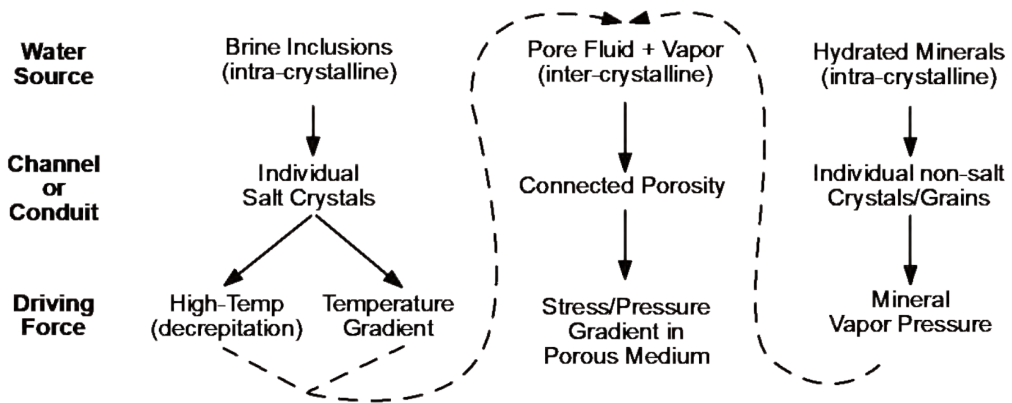 Water
Source
Brine Inclusions
(intra-crystalline)
Pore Fluid + Vapor
(inter-crystalline)
Hydrated Minerals
(intra-crystalline)
Channel
or
Conduit
Individual
Salt Crystals
Connected Porosity
Individual non-salt
Crystals/Grains
Driving
Force
High-Temp
(decrepitation)
Temperature
Gradient
Stress/Pressure
Gradient in
Porous Medium
Mineral
Vapor Pressure